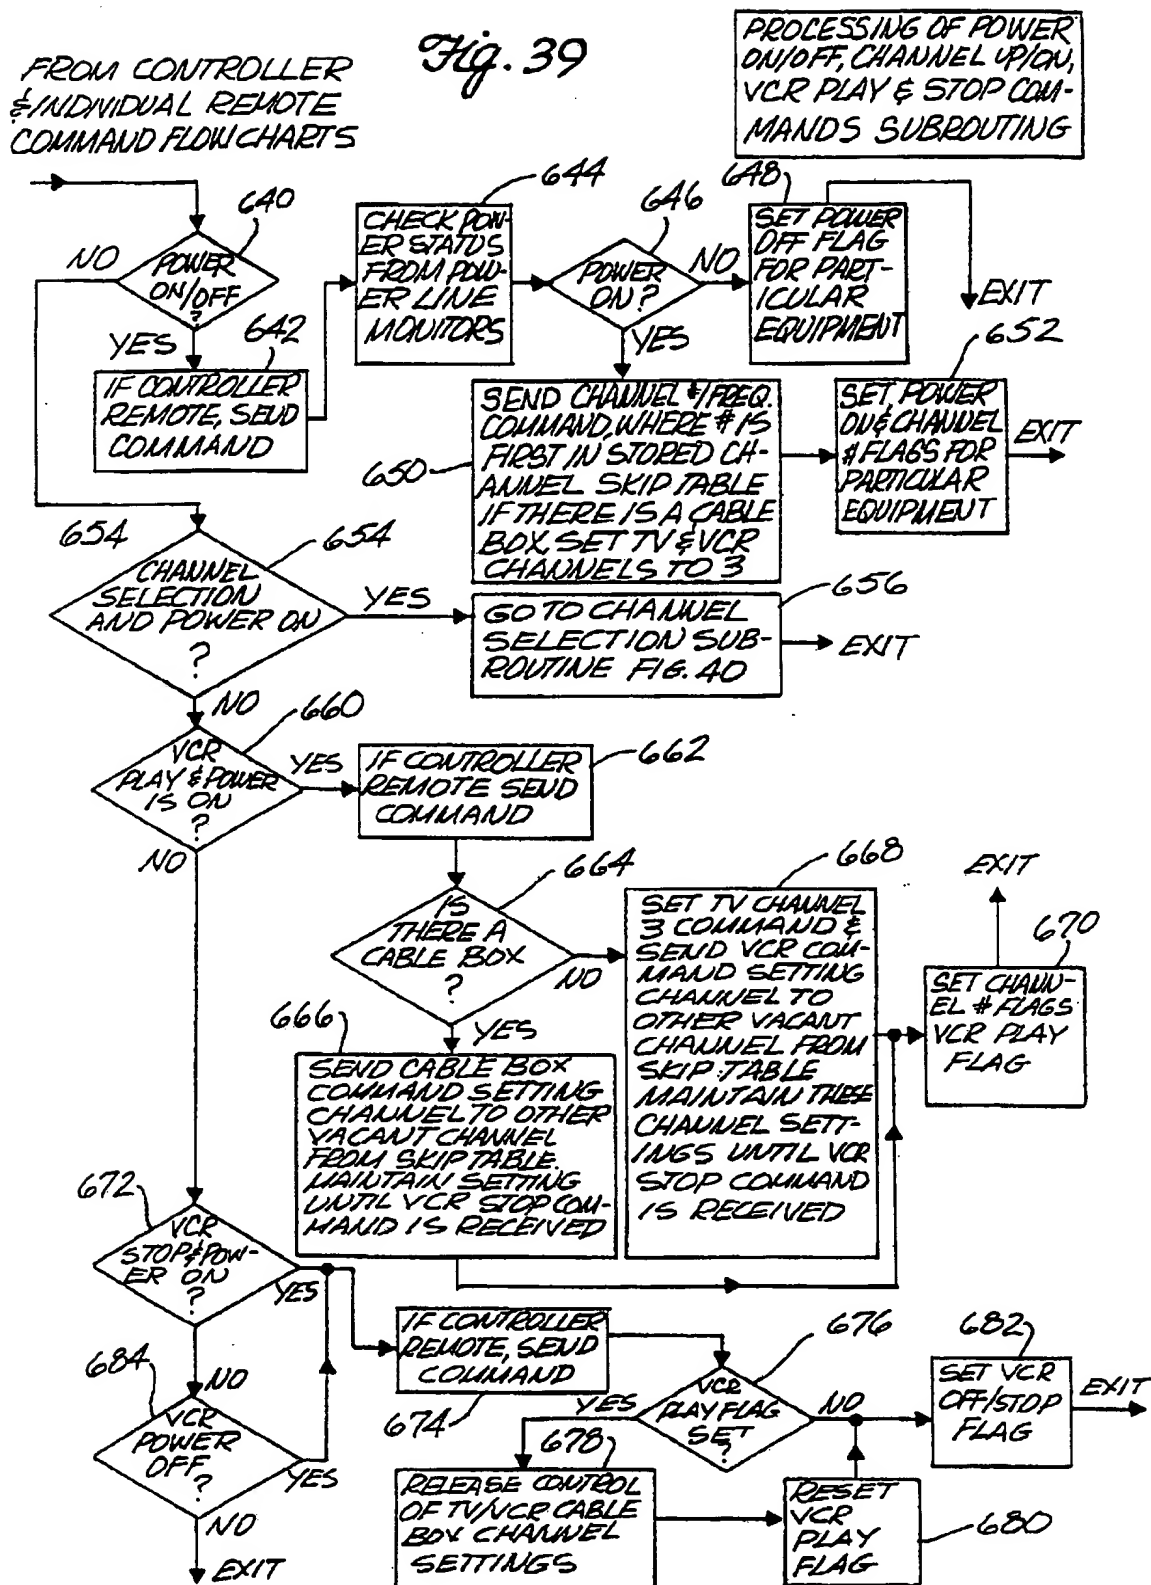 Fig. 39
PROCESSING OF POWER
ON/OFF, CHANNEL UP/ON,
VCR PLAY & STOP COM-
MANDS SUBROUTING
FROM CONTROLLER
&INDIVIDUAL REMOTE
COMMAND FLOW CHARTS
640
POWER
ON/OFF
?
NO
YES
642
IF CONTROLLER
REMOTE, SEND
COMMAND
644
CHECK POW-
ER STATUS
FROM POW-
ER LINE
MONITORS
646
POWER
ON?
NO
YES
648
SET POWER
OFF FLAG
FOR PART-
ICULAR
EQUIPMENT
EXIT
650
SEND CHANNEL #/FREQ.
COMMAND, WHERE # IS
FIRST IN STORED CH-
ANNEL SKIP TABLE
IF THERE IS A CABLE
BOX, SET TV & VCR
CHANNELS TO 3
652
SET, POWER
ON & CHANNEL
# FLAGS FOR
PARTICULAR
EQUIPMENT
EXIT
654
654
CHANNEL
SELECTION
AND POWER ON
?
YES
NO
656
GO TO CHANNEL
SELECTION SUB-
ROUTINE FIG. 40
EXIT
660
VCR
PLAY & POWER
IS ON
?
YES
NO
662
IF CONTROLLER
REMOTE SEND
COMMAND
664
IS
THERE A
CABLE BOX
?
NO
YES
666
SEND CABLE BOX
COMMAND SETTING
CHANNEL TO OTHER
VACANT CHANNEL
FROM SKIP TABLE.
MAINTAIN SETTING
UNTIL VCR STOP COM-
MAND IS RECEIVED
668
SET TV CHANNEL
3 COMMAND &
SEND VCR COM-
MAND SETTING
CHANNEL TO
OTHER VACANT
CHANNEL FROM
SKIP TABLE
MAINTAIN THESE
CHANNEL SETT-
INGS UNTIL VCR
STOP COMMAND
IS RECEIVED
EXIT
670
SET CHANN-
EL # FLAGS
VCR PLAY
FLAG
672
VCR
STOP & POW-
ER ON
?
YES
NO
674
IF CONTROLLER
REMOTE, SEND
COMMAND
676
VCR
PLAY FLAG
SET
?
YES
NO
678
RELEASE CONTROL
OF TV/VCR CABLE
BOX CHANNEL
SETTINGS
680
RESET
VCR
PLAY
FLAG
682
SET VCR
OFF/STOP
FLAG
EXIT
684
VCR
POWER
OFF
?
YES
NO
EXIT